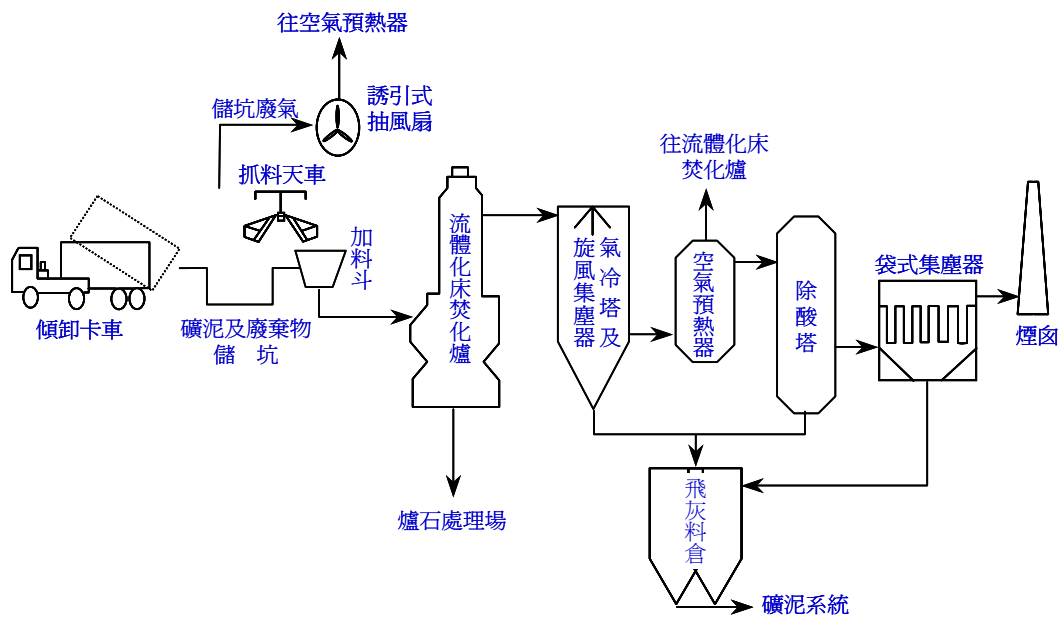 往空氣預熱器
誘引式
抽風扇
儲坑廢氣
抓料天車
加料斗
傾卸卡車
礦泥及廢棄物
儲 坑
流體化床焚化爐
爐石處理場
氣冷塔及
旋風集塵器
往流體化床
焚化爐
空氣預熱器
除酸塔
袋式集塵器
煙囪
飛灰料倉
礦泥系統